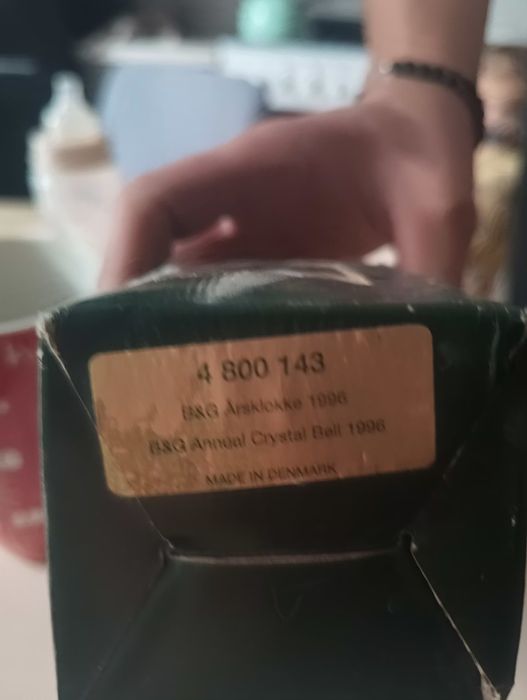 4 800 143
B&G Årsklokke 1996
B&G Annual Crystal Bell 1996
MADE IN DENMARK